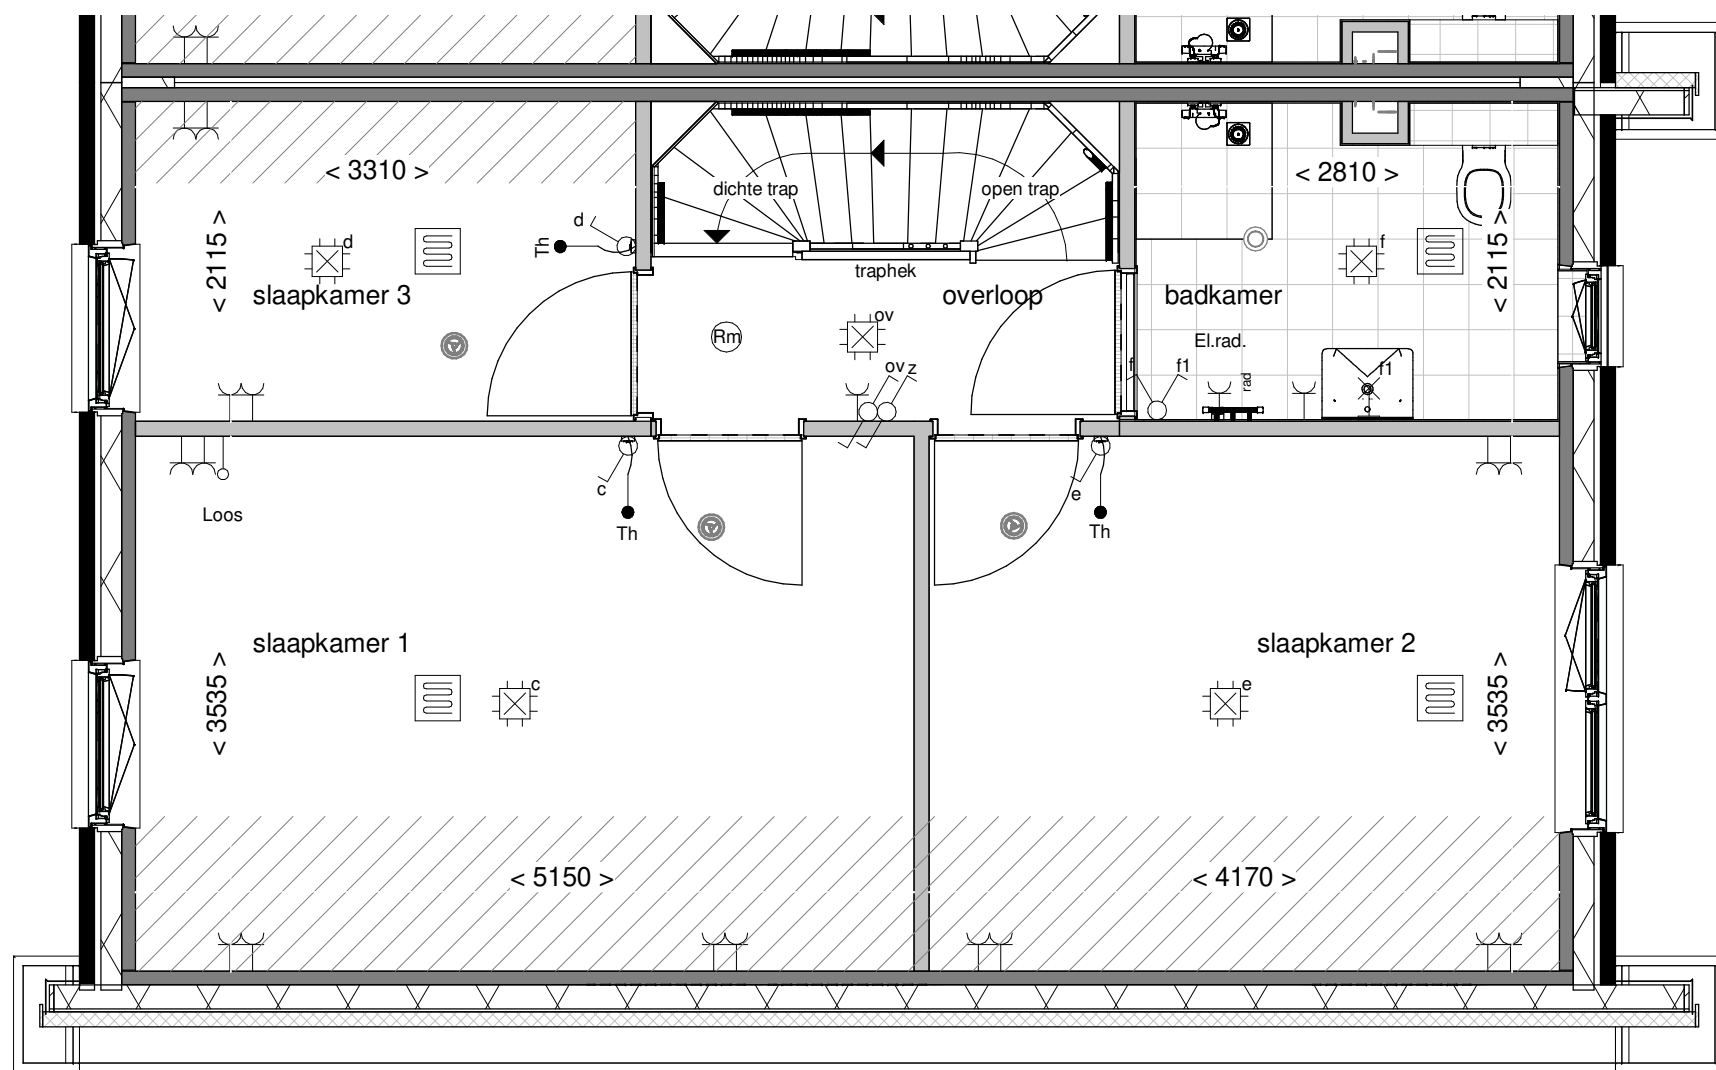 < 3310 >
dichte trap
open trap
< 2810 >
< 2115 >
d
Th
d
traphek
f
< 2115 >
slaapkamer 3
overloop
badkamer
Rm
ov
El.rad.
ov z
f
f1
rad
f1
c
Th
e
Th
Loos
slaapkamer 1
slaapkamer 2
< 3535 >
c
e
< 3535 >
< 5150 >
< 4170 >